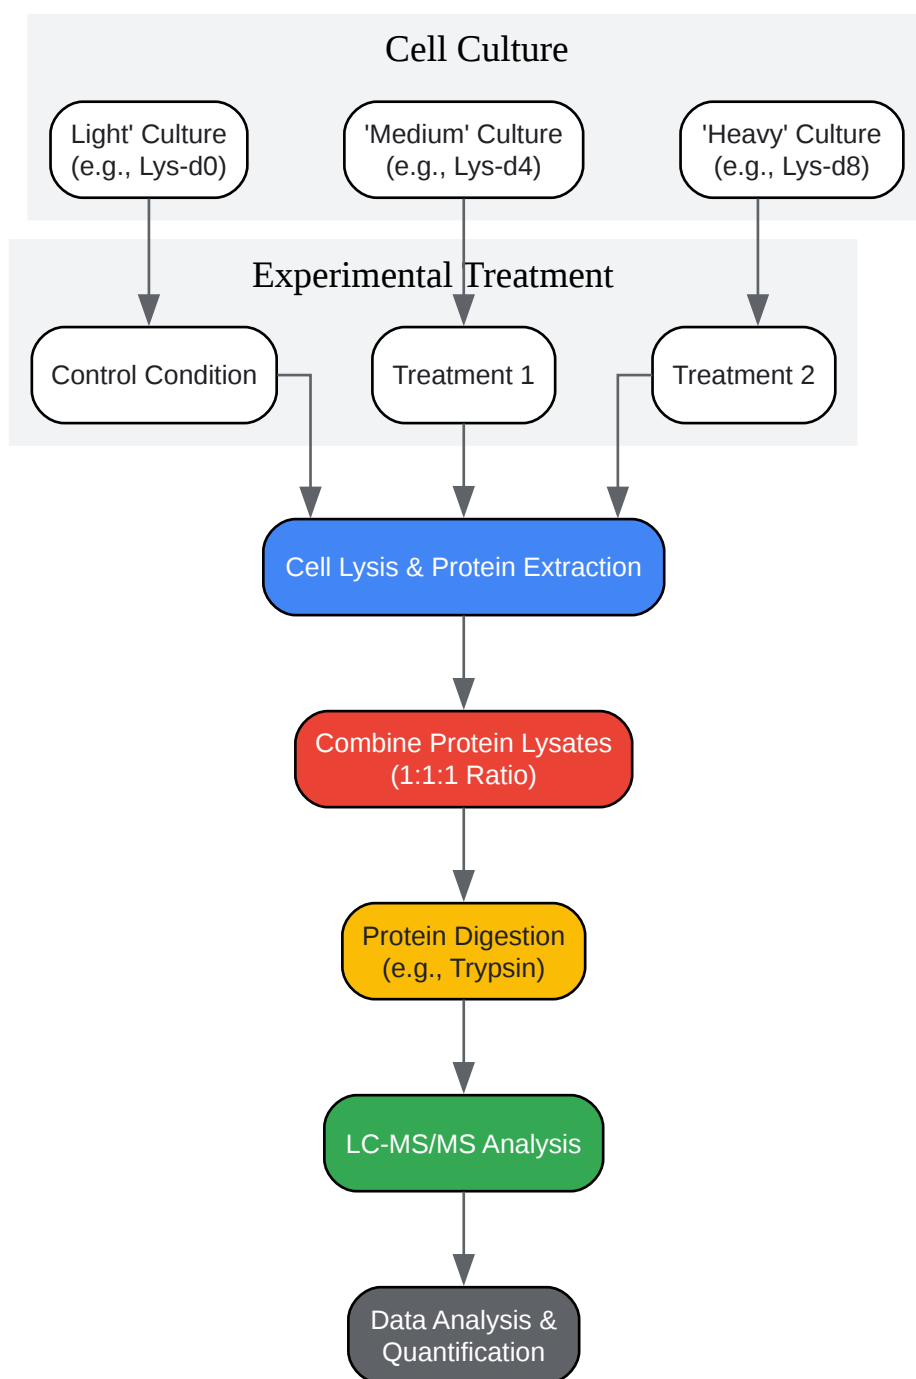 Cell Culture
Light' Culture
(e.g., Lys-d0)
'Medium' Culture
(e.g., Lys-d4)
'Heavy' Culture
(e.g., Lys-d8)
Experimental Treatment
Control Condition
Treatment 1
Treatment 2
Cell Lysis & Protein Extraction
Combine Protein Lysates
(1:1:1 Ratio)
Protein Digestion
(e.g., Trypsin)
LC-MS/MS Analysis
Data Analysis &
Quantification